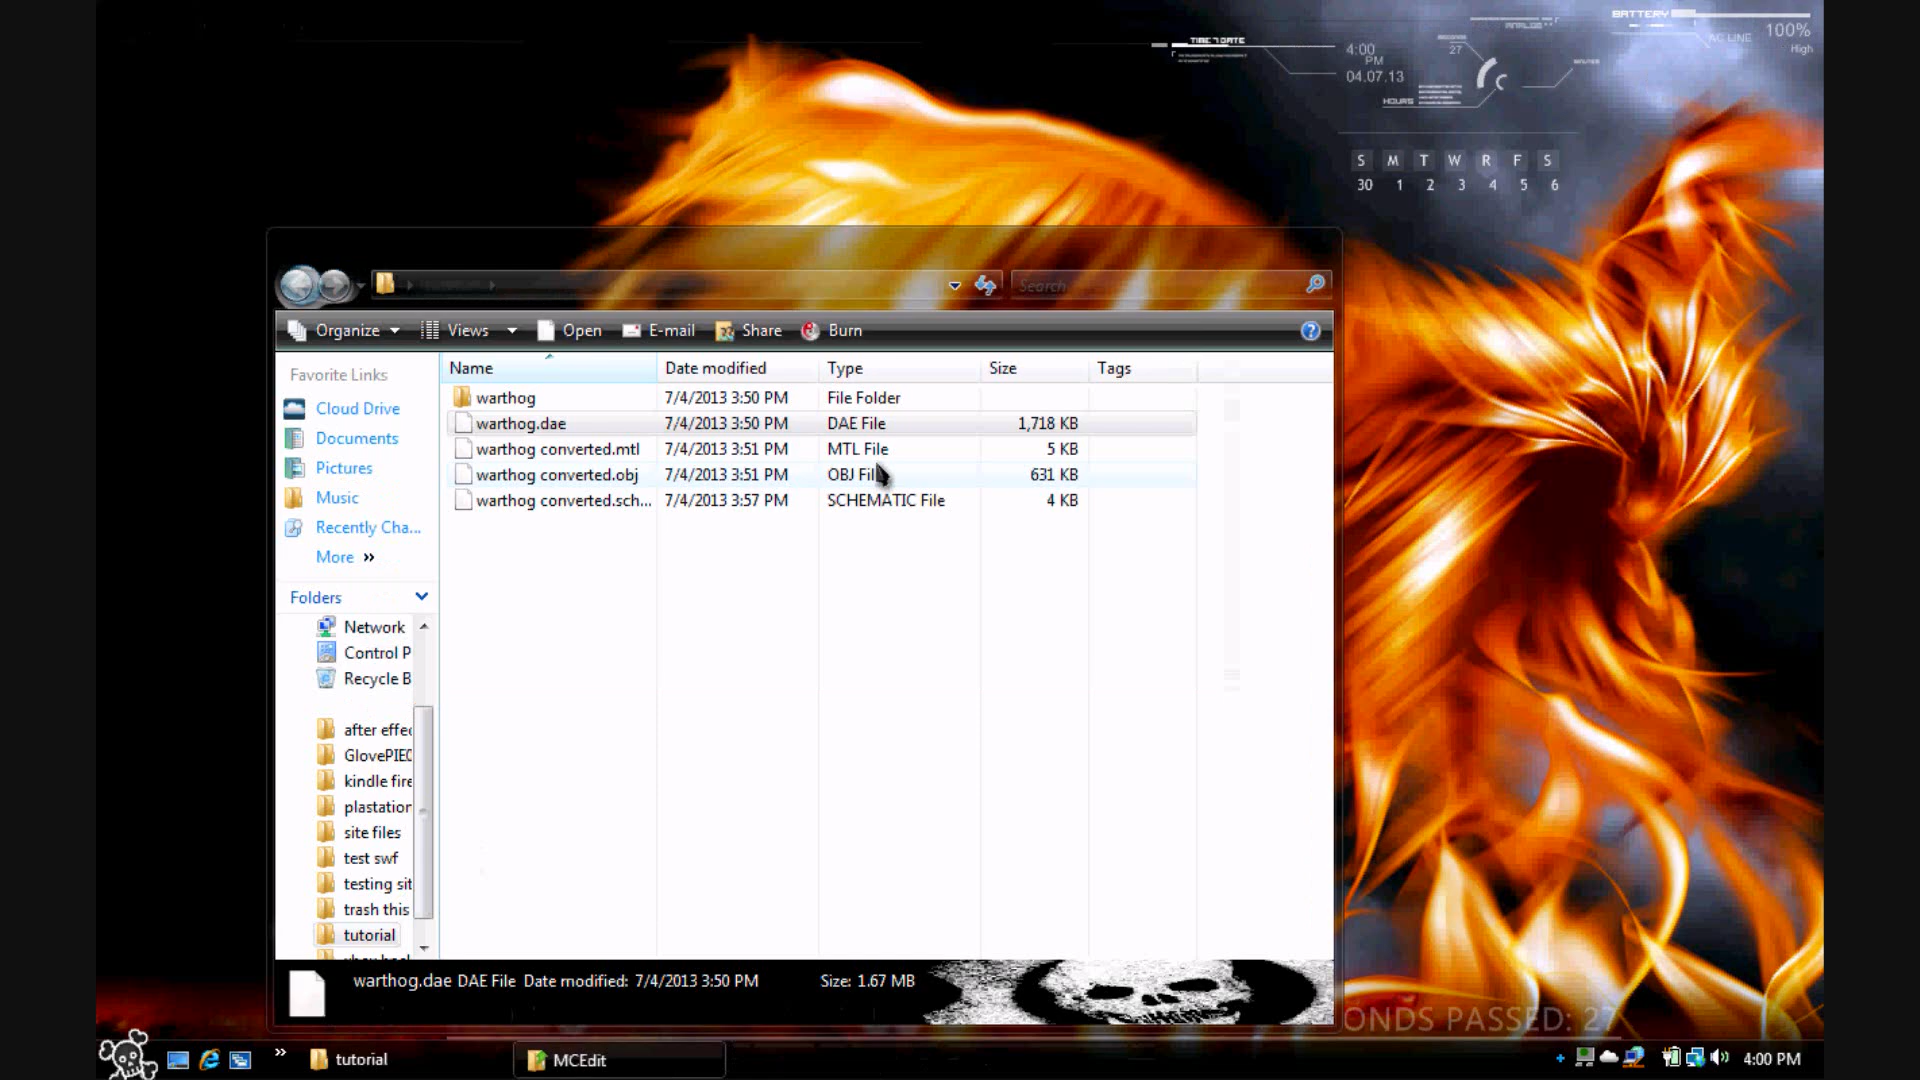 BATTERY
100%
AC LINE
High
TIME 7 DATE
4:00
PM
04.07.13
27
HOURS
S M T W R F S
30 1 2 3 4 5 6
Search
Organize Views Open E-mail Share Burn
Favorite Links
Cloud Drive
Documents
Pictures
Music
Recently Cha...
More »
Folders
Network
Control P
Recycle B
after effec
GlovePIE0
kindle fire
plastation
site files
test swf
testing sit
trash this
tutorial
Name Date modified Type Size Tags
warthog 7/4/2013 3:50 PM File Folder
warthog.dae 7/4/2013 3:50 PM DAE File 1,718 KB
warthog converted.mtl 7/4/2013 3:51 PM MTL File 5 KB
warthog converted.obj 7/4/2013 3:51 PM OBJ Fil 631 KB
warthog converted.sch... 7/4/2013 3:57 PM SCHEMATIC File 4 KB
warthog.dae DAE File Date modified: 7/4/2013 3:50 PM Size: 1.67 MB
ONDS PASSED: 27
» tutorial MCEdit 4:00 PM